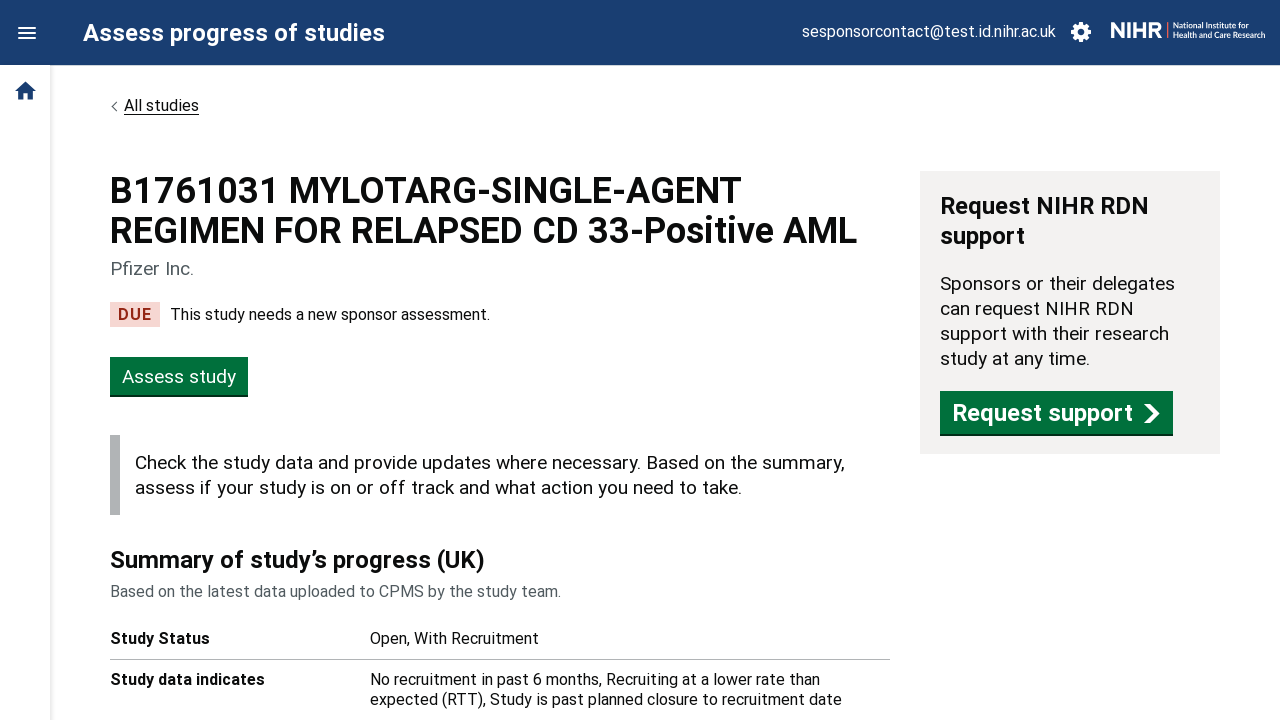 Assess progress of studies
sesponsorcontact@test.id.nihr.ac.uk
NIHR
National Institute for
Health and Care Research
All studies
B1761031 MYLOTARG-SINGLE-AGENT
REGIMEN FOR RELAPSED CD 33-Positive AML
Pfizer Inc.
DUE This study needs a new sponsor assessment.
Assess study
Check the study data and provide updates where necessary. Based on the summary,
assess if your study is on or off track and what action you need to take.
Summary of study’s progress (UK)
Based on the latest data uploaded to CPMS by the study team.
Study Status Open, With Recruitment
Study data indicates No recruitment in past 6 months, Recruiting at a lower rate than
expected (RTT), Study is past planned closure to recruitment date
Request NIHR RDN
support
Sponsors or their delegates
can request NIHR RDN
support with their research
study at any time.
Request support